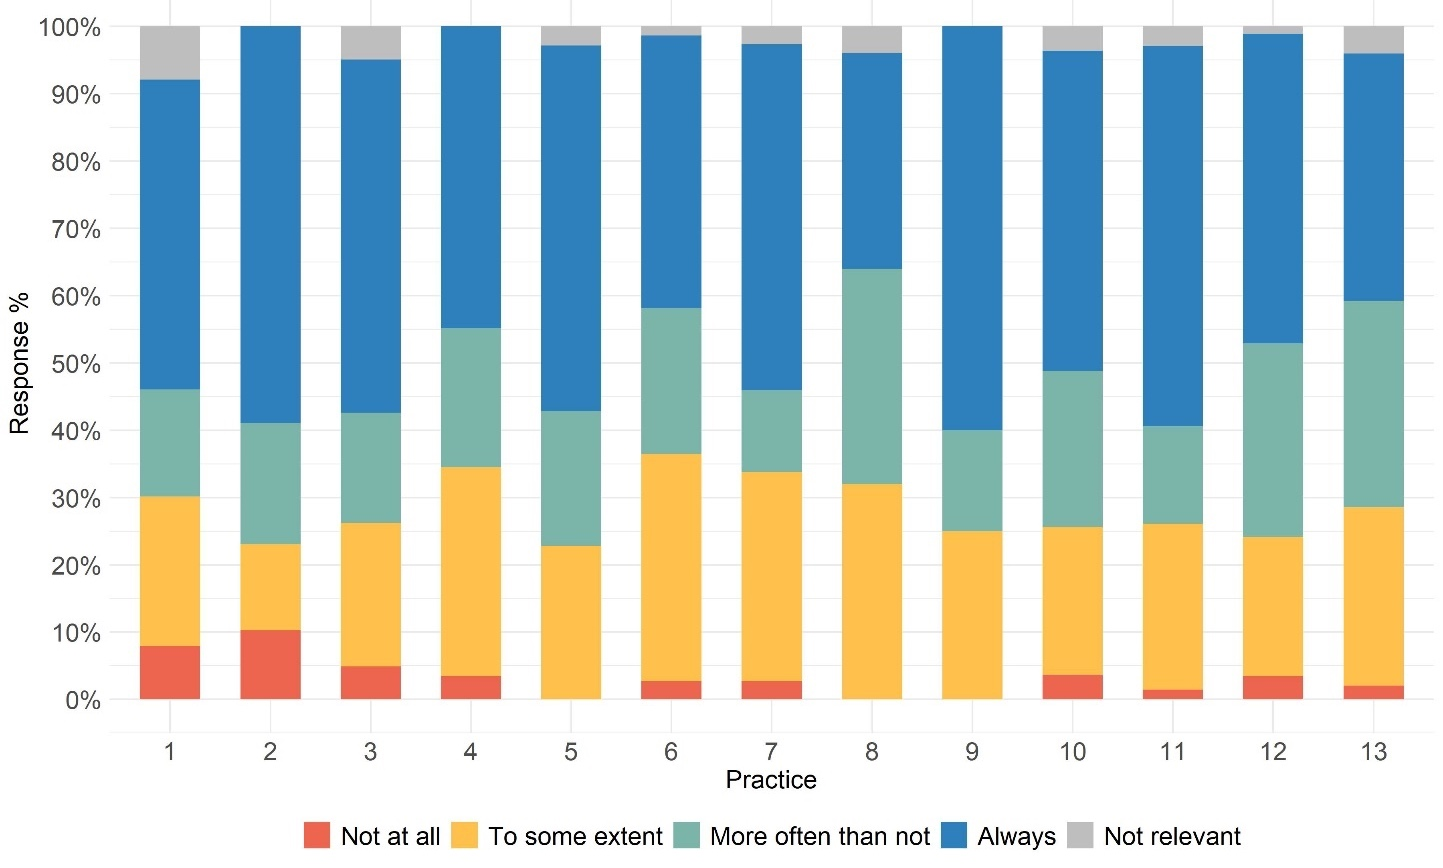 100%
90%
80%
70%
60%
50%
40%
30%
20%
10%
0%
Response %
1 2 3 4 5 6 7 8 9 10 11 12 13
Practice
Not at all To some extent More often than not Always Not relevant